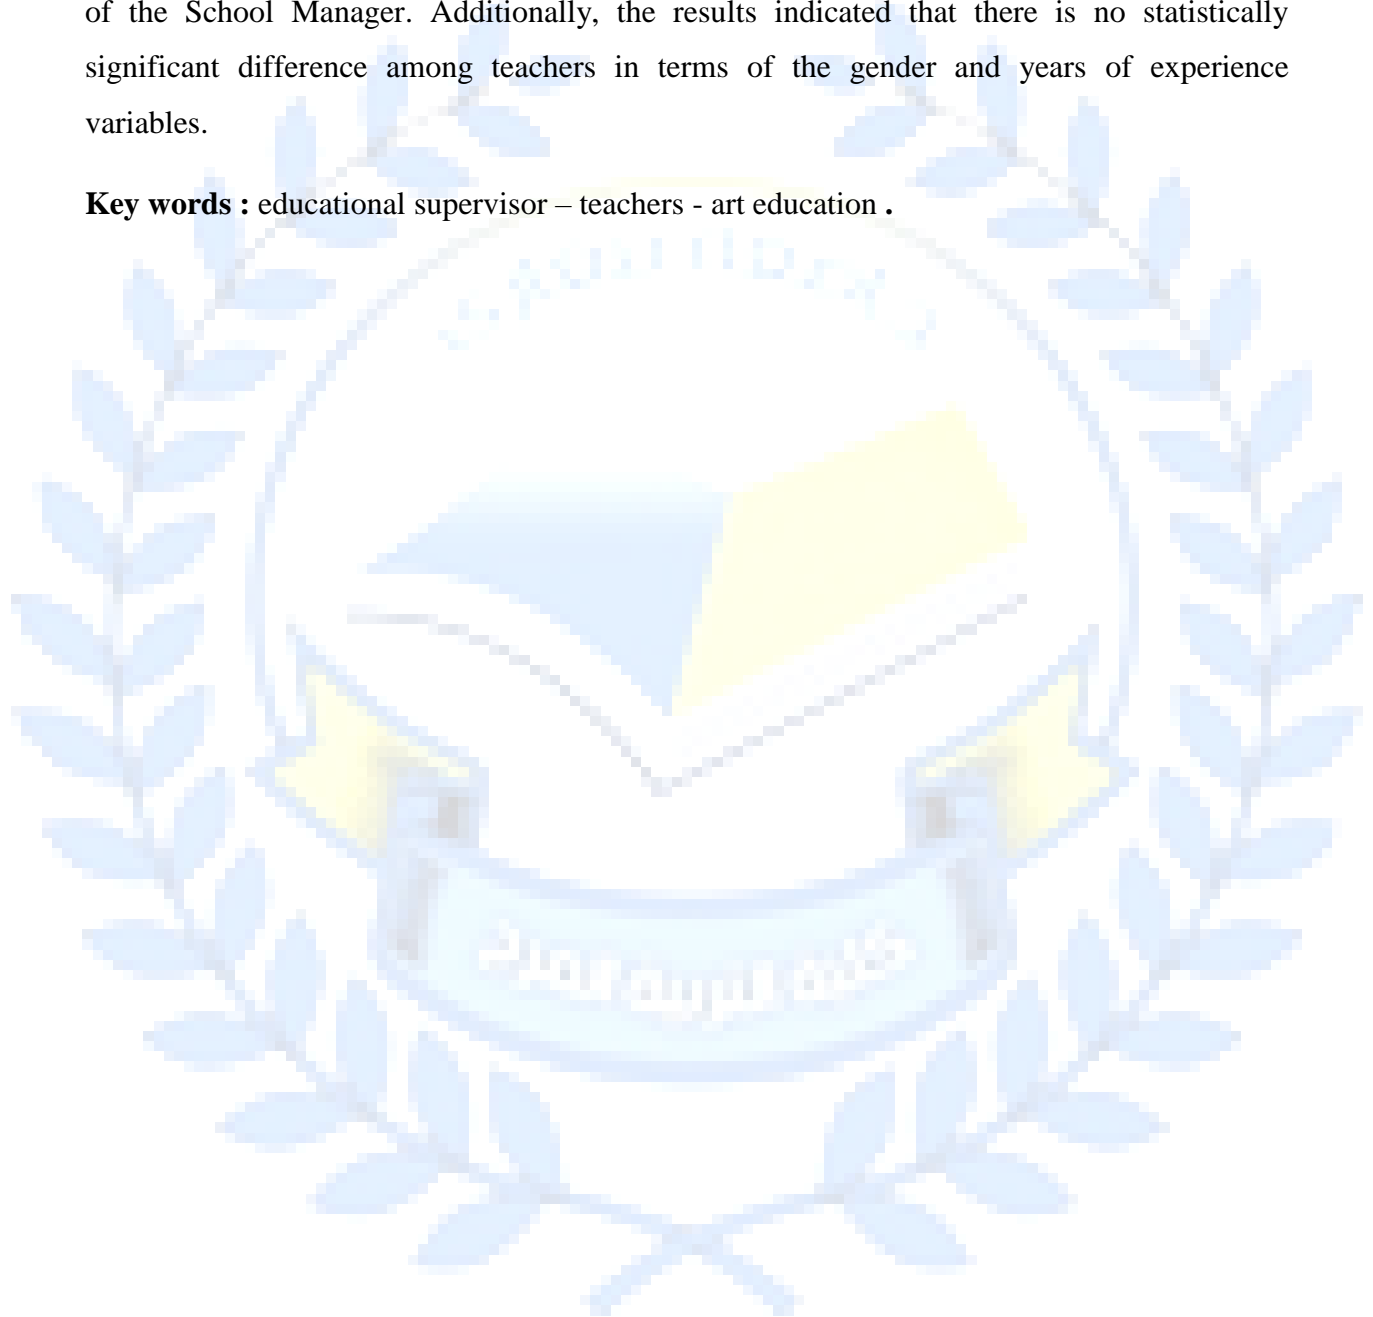 of the School Manager. Additionally, the results indicated that there is no statistically
significant difference among teachers in terms of the gender and years of experience
variables.
Key words : educational supervisor – teachers - art education .